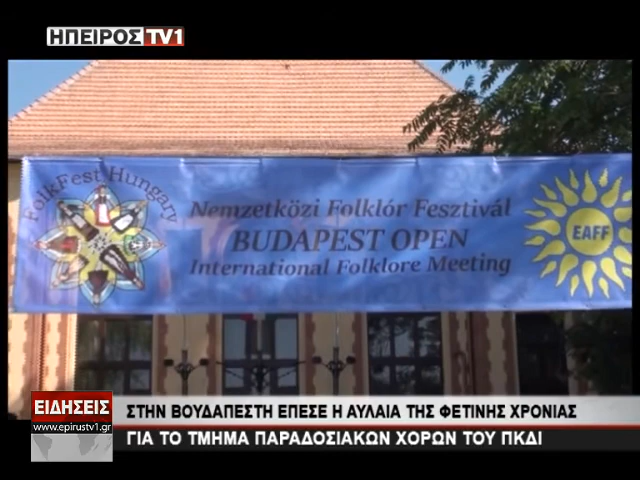 ΗΠΕΙΡΟΣ TV1
FolkFest Hungary
Nemzetközi Folklór Fesztivál
BUDAPEST OPEN
International Folklore Meeting
EAFF
ΕΙΔΗΣΕΙΣ
www.epirustv1.gr
ΣΤΗΝ ΒΟΥΔΑΠΕΣΤΗ ΕΠΕΣΕ Η ΑΥΛΑΙΑ ΤΗΣ ΦΕΤΙΝΗΣ ΧΡΟΝΙΑΣ
ΓΙΑ ΤΟ ΤΜΗΜΑ ΠΑΡΑΔΟΣΙΑΚΩΝ ΧΟΡΩΝ ΤΟΥ ΠΚΔΙ